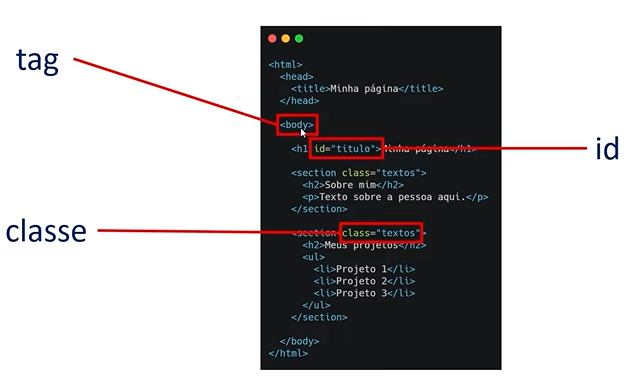 tag
<html>
<head>
<title>Minha página</title>
</head>
<body>
<h1 id="titulo">Minha página</h1>
id
<section class="textos">
<h2>Sobre mim</h2>
<p>Texto sobre a pessoa aqui.</p>
</section>
classe
<section class="textos">
<h2>Meus projetos</h2>
<ul>
<li>Projeto 1</li>
<li>Projeto 2</li>
<li>Projeto 3</li>
</ul>
</section>
</body>
</html>